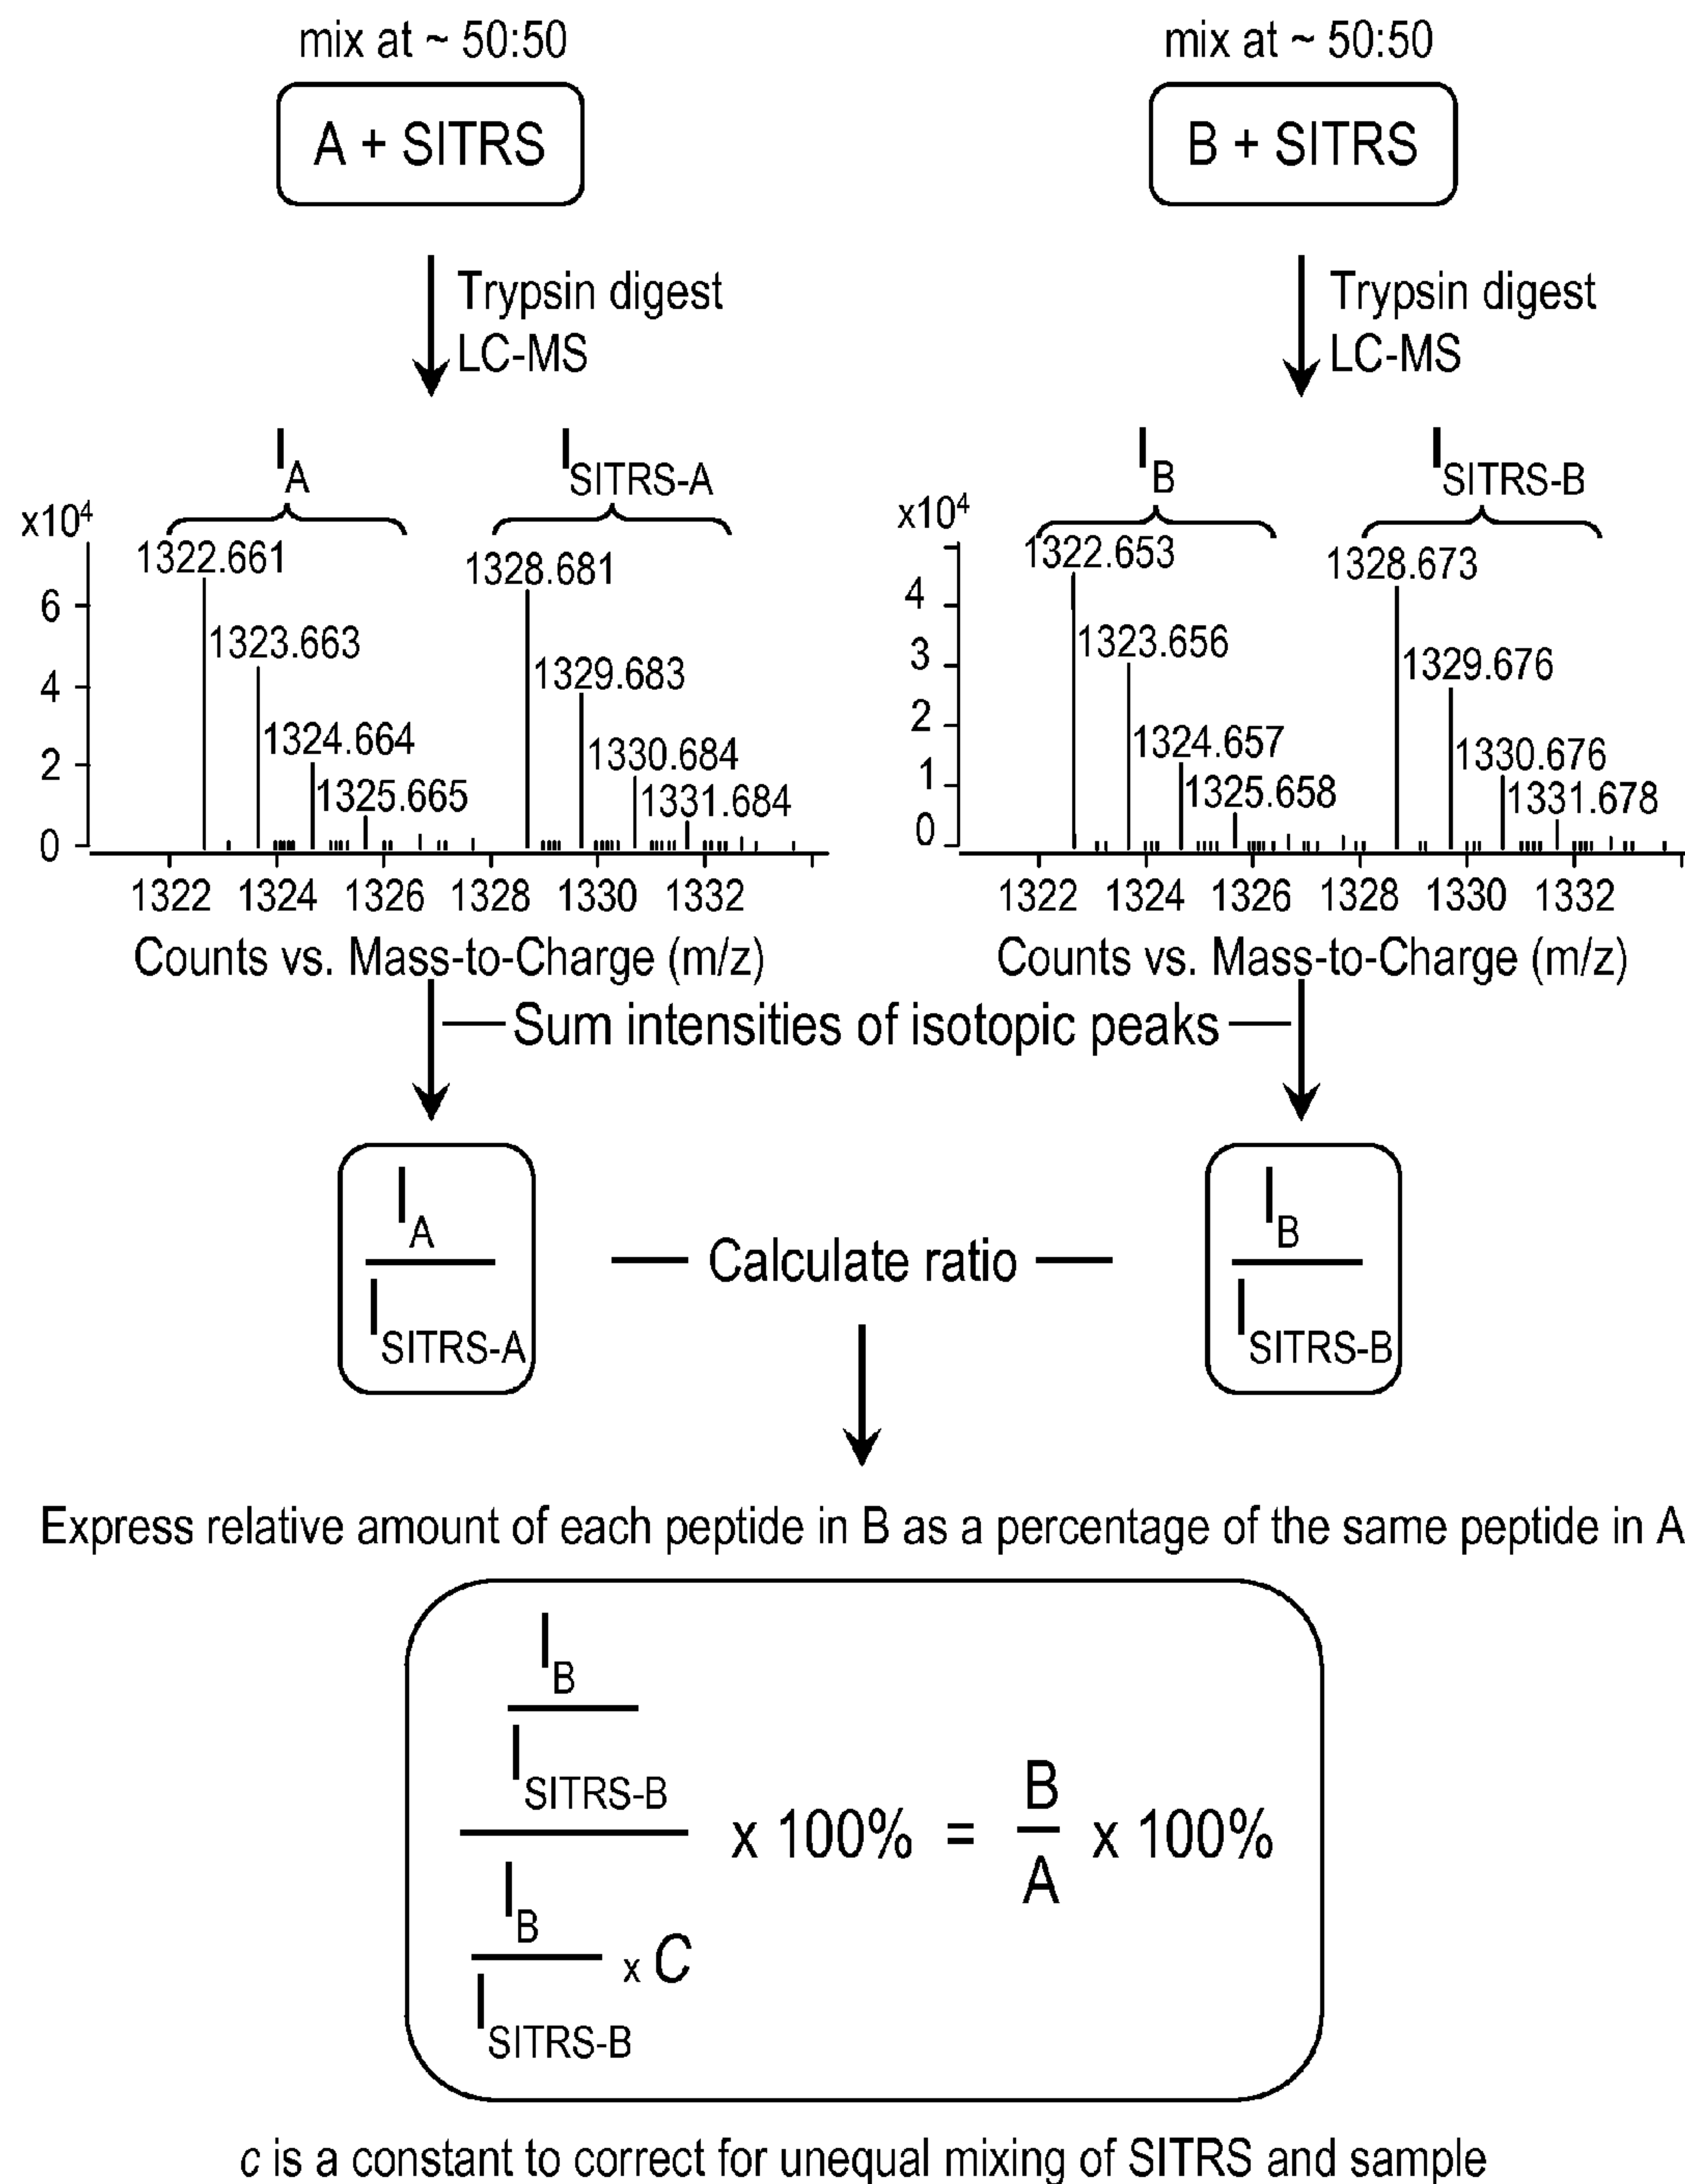 mix at ~ 50:50
A + SITRS
Trypsin digest
LC-MS
mix at ~ 50:50
B + SITRS
Trypsin digest
LC-MS
I A
I SITRS-A
x10⁴
1322.661
1328.681
6
1323.663
1329.683
4
1324.664
1330.684
2
1325.665
1331.684
0
1322 1324 1326 1328 1330 1332
Counts vs. Mass-to-Charge (m/z)
I B
I SITRS-B
x10⁴
1322.653
1328.673
4
1323.656
1329.676
3
2
1324.657
1330.676
1
1325.658
1331.678
0
1322 1324 1326 1328 1330 1332
Counts vs. Mass-to-Charge (m/z)
Sum intensities of isotopic peaks
I A
I SITRS-A
Calculate ratio
I B
I SITRS-B
Express relative amount of each peptide in B as a percentage of the same peptide in A
I B
I SITRS-B
I B
x C
I SITRS-B
x 100% =
B
A
x 100%
c is a constant to correct for unequal mixing of SITRS and sample